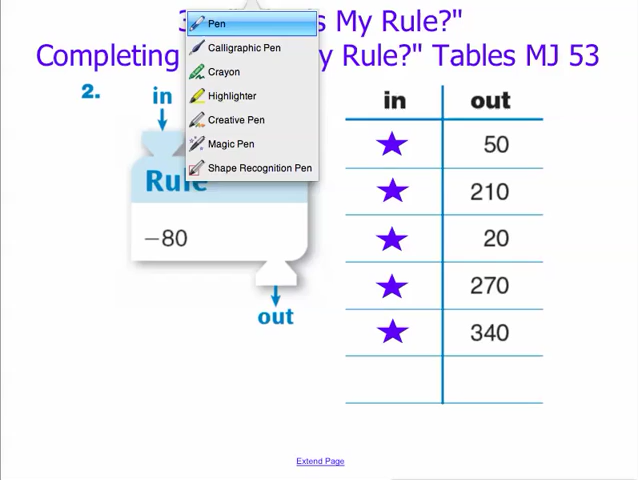 3 s My Rule?"
Completing y Rule?" Tables MJ 53
Pen
Calligraphic Pen
Crayon
Highlighter
Creative Pen
Magic Pen
Shape Recognition Pen
2.
in
Rule
−80
out
in out
50
210
20
270
340
Extend Page